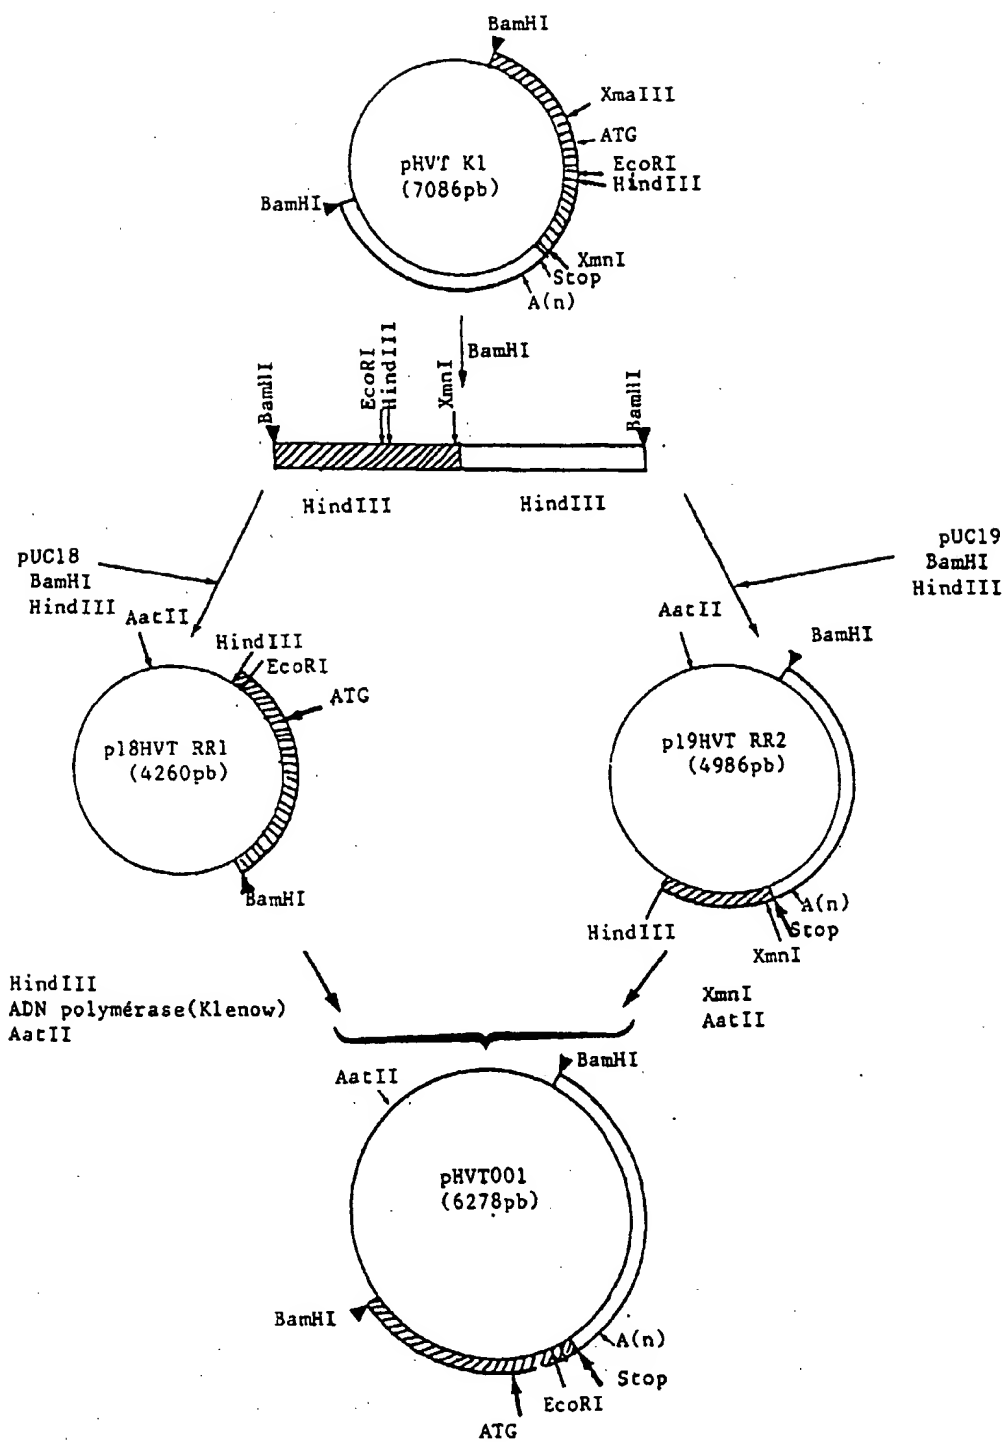 BamHI
XmaIII
ATG
EcoRI
HindIII
pHVT K1
(7086pb)
BamHI
XmnI
Stop
A(n)
BamHI
BamHI
EcoRI
HindIII
XmnI
BamHI
HindIII
HindIII
pUC18
BamHI
HindIII
pUC19
BamHI
HindIII
AatII
HindIII
EcoRI
ATG
p18HVT RR1
(4260pb)
BamHI
AatII
BamHI
p19HVT RR2
(4986pb)
A(n)
Stop
XmnI
HindIII
HindIII
ADN polymérase(Klenow)
AatII
XmnI
AatII
AatII
BamHI
pHVT001
(6278pb)
BamHI
A(n)
Stop
EcoRI
ATG